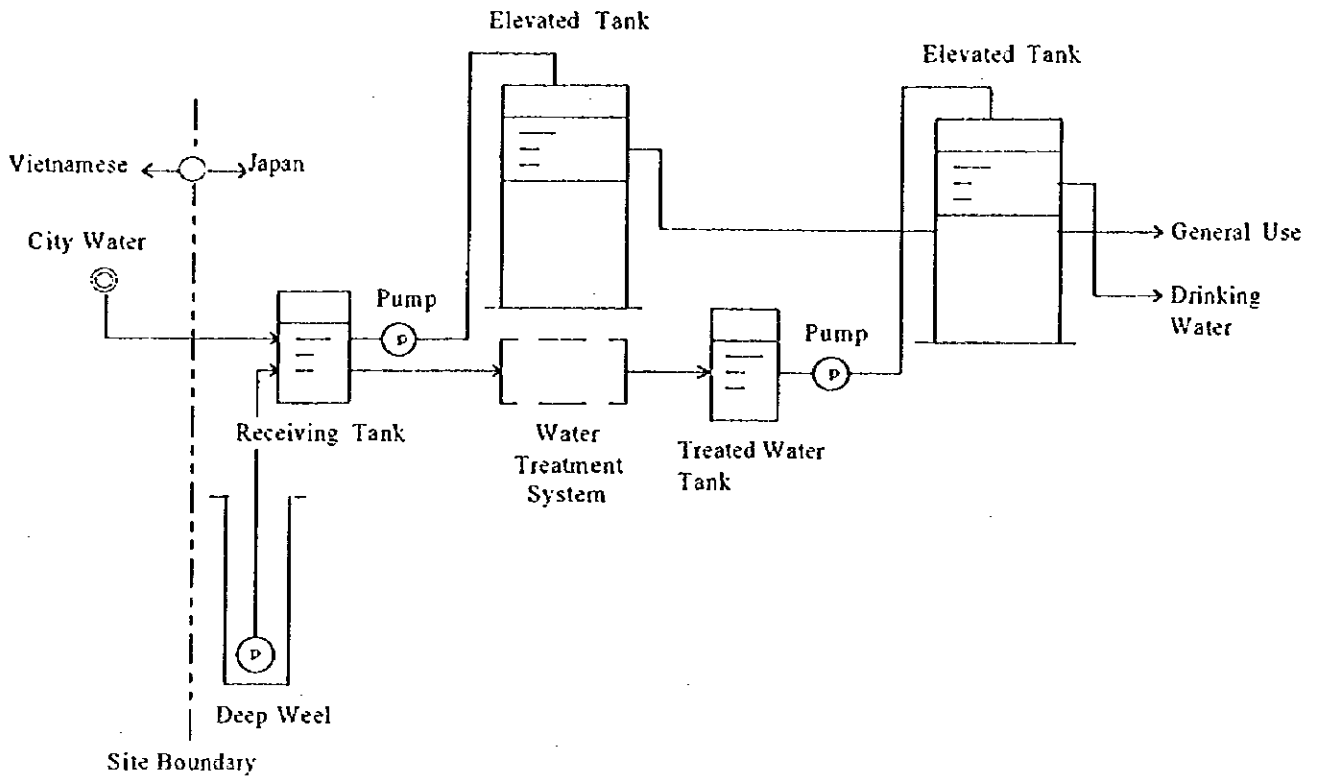 Elevated Tank
Elevated Tank
Vietnamese
Japan
City Water
General Use
Pump
Drinking
Water
Pump
P
P
Receiving Tank
Water
Treatment
System
Treated Water
Tank
P
Deep Weel
Site Boundary